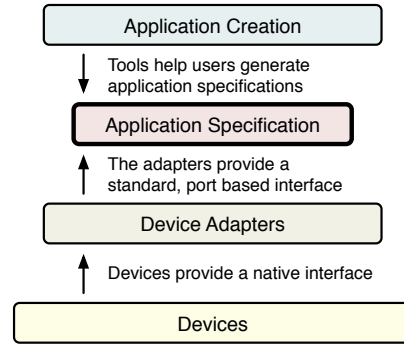 Application Creation
Tools help users generate
application specifications
Application Specification
The adapters provide a
standard, port based interface
Device Adapters
Devices provide a native interface
Devices